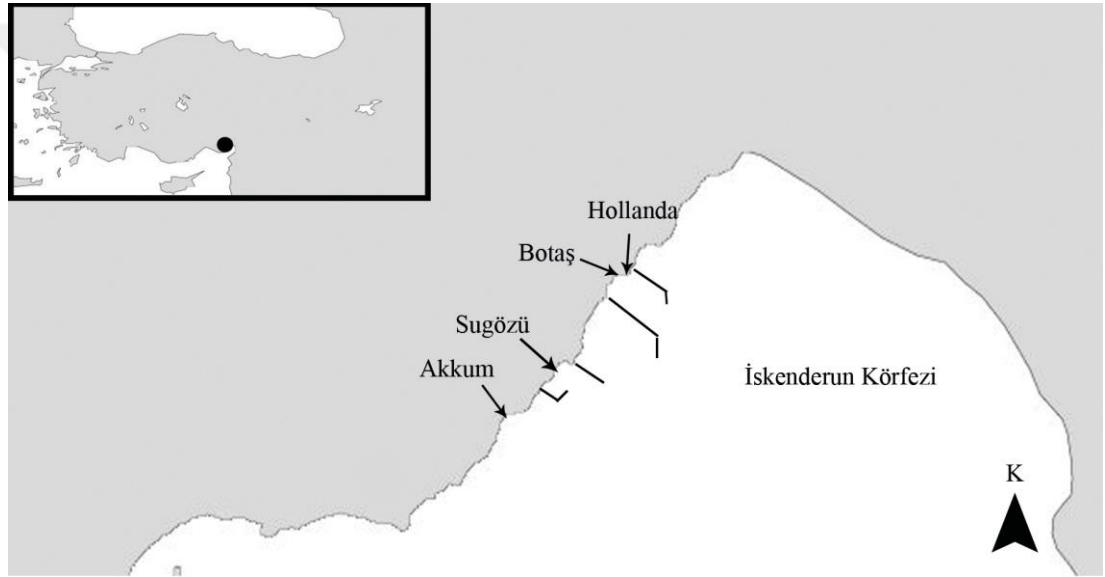 Hollanda
Botaş
Sugözü
Akkum
İskenderun Körfezi
K